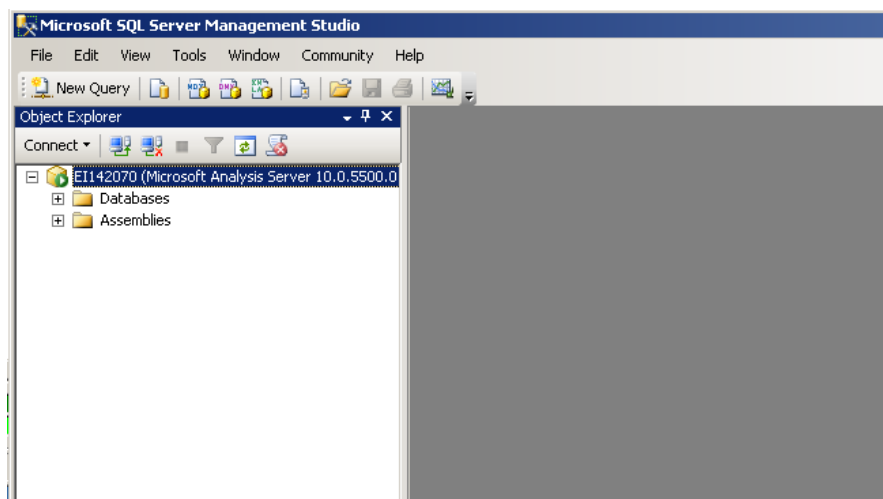 Microsoft SQL Server Management Studio
File Edit View Tools Window Community Help
New Query
Object Explorer
Connect
EI142070 (Microsoft Analysis Server 10.0.5500.0
Databases
Assemblies